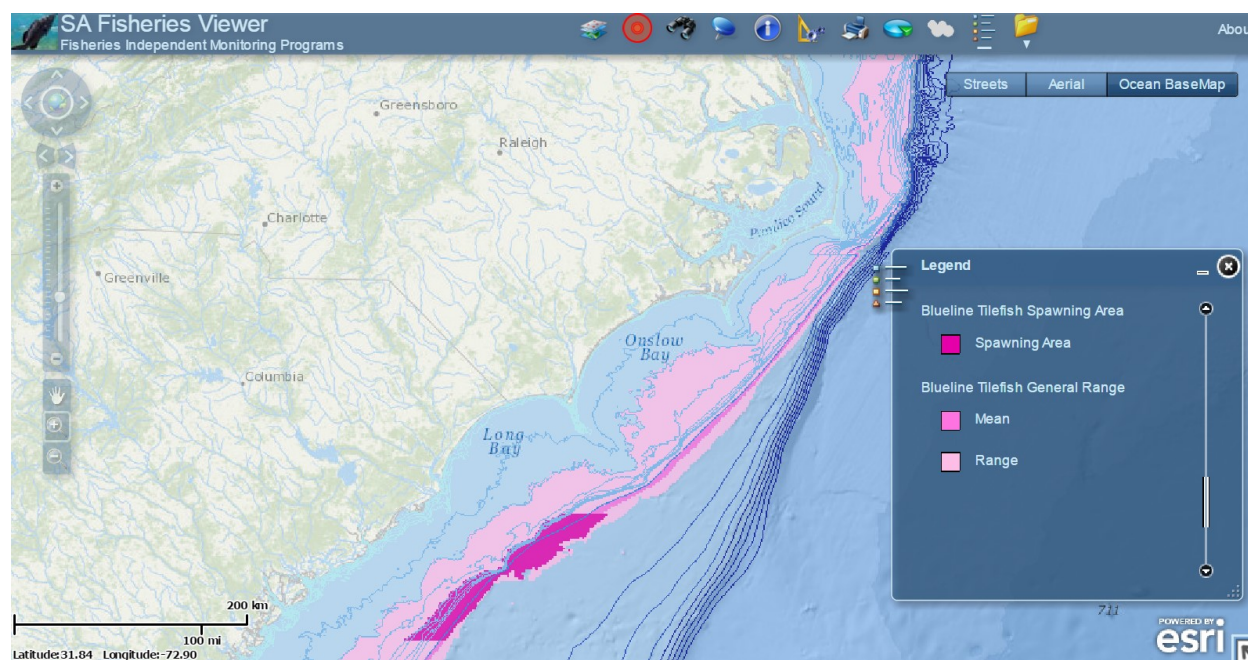 SA Fisheries Viewer
Fisheries Independent Monitoring Programs
Abou
Streets
Aerial
Ocean BaseMap
Greensboro
Raleigh
Charlotte
Greenville
Columbia
Pamlico Sound
Onslow
Bay
Long
Bay
Legend
Blueline Tilefish Spawning Area
Spawning Area
Blueline Tilefish General Range
Mean
Range
200 km
100 mi
Latitude:31.84 Longitude:-72.90
711
POWERED BY
esri